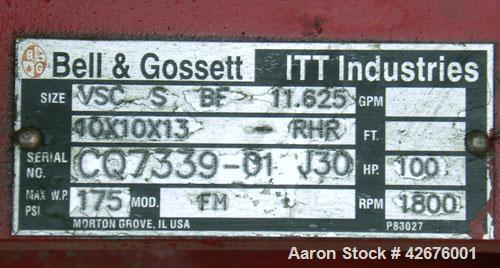 B G Bell & Gossett ITT Industries
SIZE VSC S BF 11.625 GPM
10X10X13 - RHR FT.
SERIAL NO. CQ7339-01 J30 HP. 100
MAX W.P. PSI 175 MOD. FM RPM 1800
MORTON GROVE, IL USA P83027
Aaron Stock # 42676001